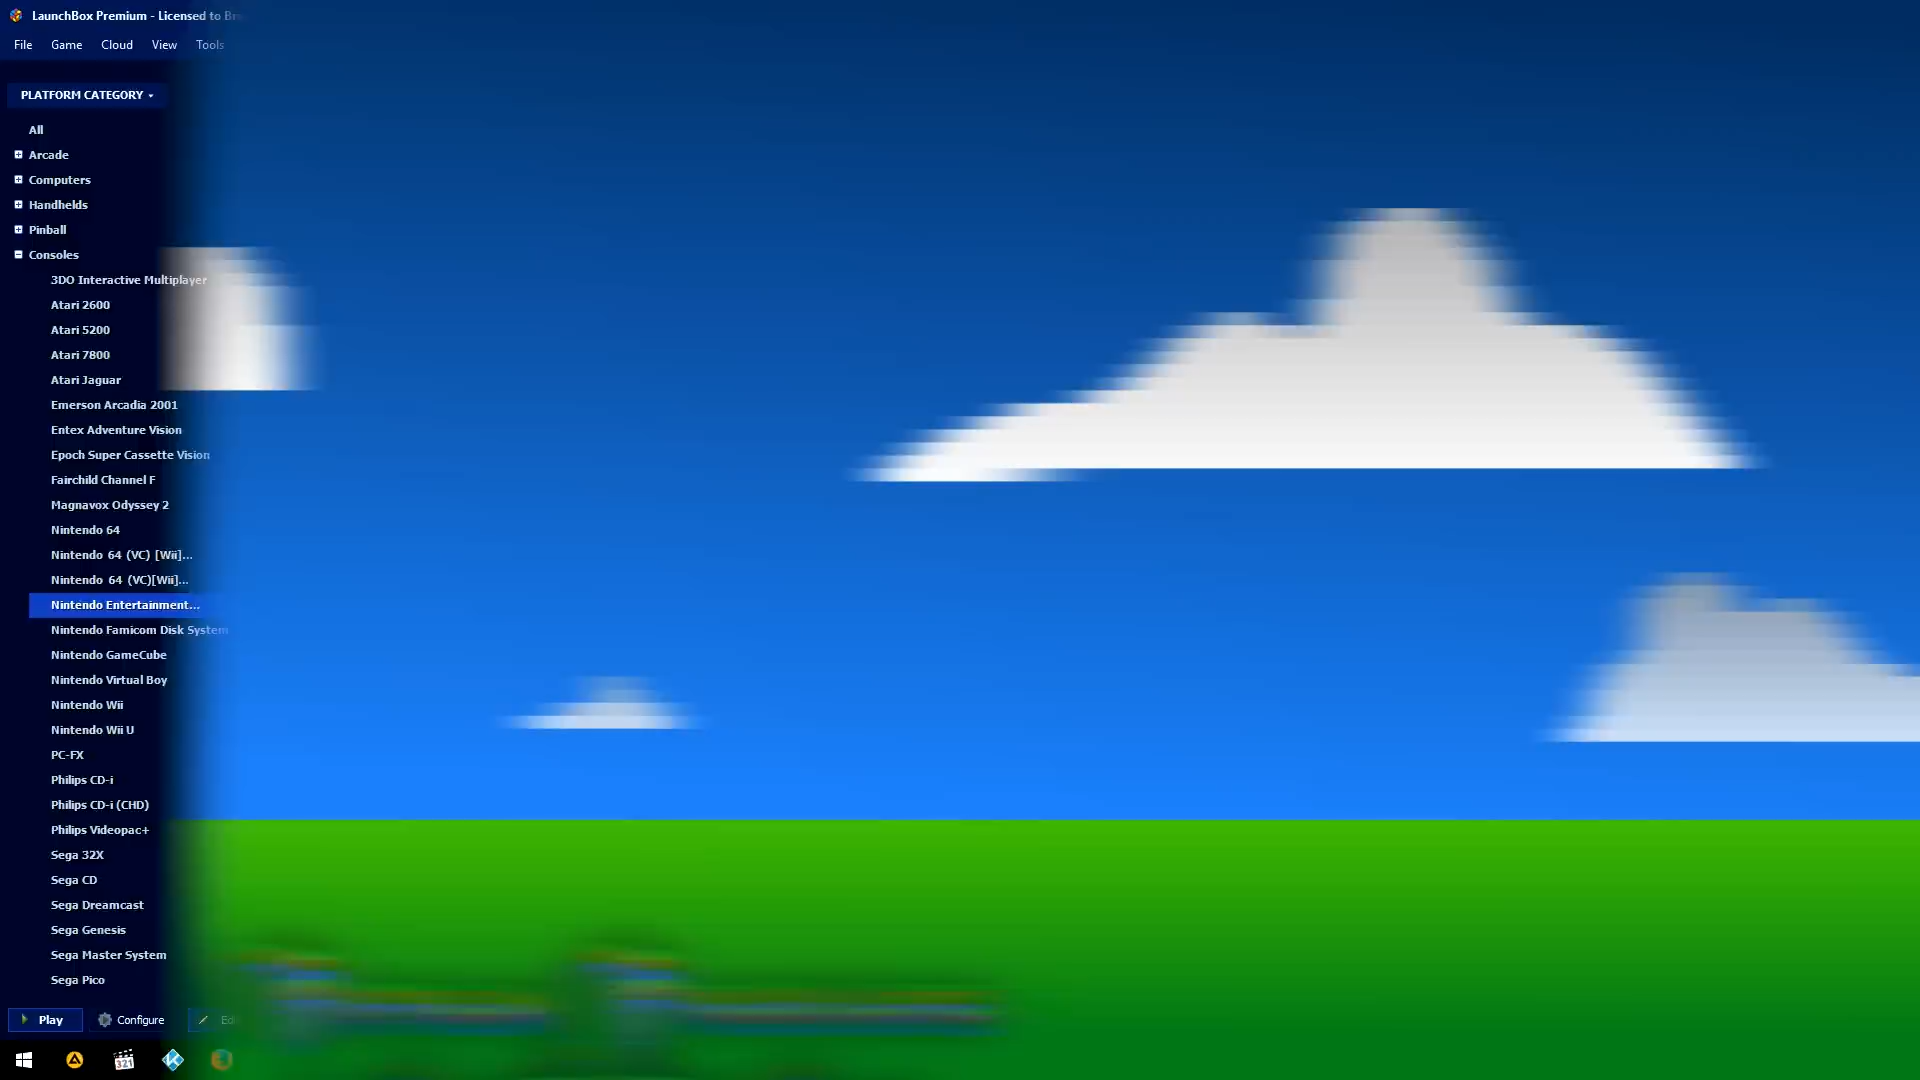 LaunchBox Premium - Licensed to Br
File Game Cloud View Tools
PLATFORM CATEGORY
All
Arcade
Computers
Handhelds
Pinball
Consoles
3DO Interactive Multiplayer
Atari 2600
Atari 5200
Atari 7800
Atari Jaguar
Emerson Arcadia 2001
Entex Adventure Vision
Epoch Super Cassette Vision
Fairchild Channel F
Magnavox Odyssey 2
Nintendo 64
Nintendo 64 (VC) [Wii]...
Nintendo 64 (VC)[Wii]...
Nintendo Entertainment...
Nintendo Famicom Disk System
Nintendo GameCube
Nintendo Virtual Boy
Nintendo Wii
Nintendo Wii U
PC-FX
Philips CD-i
Philips CD-i (CHD)
Philips Videopac+
Sega 32X
Sega CD
Sega Dreamcast
Sega Genesis
Sega Master System
Sega Pico
Play Configure Edi
321